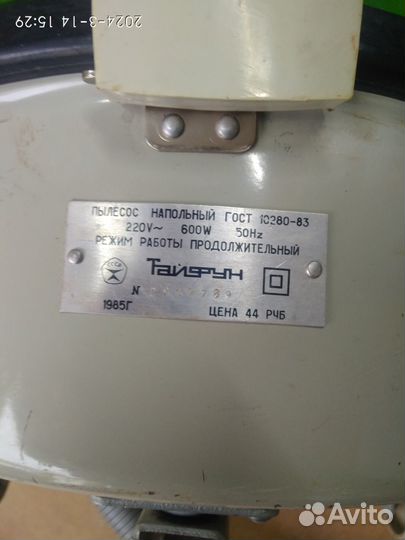 2024-3-14 15:29
ПЫЛЕСОС НАПОЛЬНЫЙ ГОСТ 10280-83
220V~ 600W 50Hz
РЕЖИМ РАБОТЫ ПРОДОЛЖИТЕЛЬНЫЙ
Тайфун
N
1985Г ЦЕНА 44 РУБ
Avito